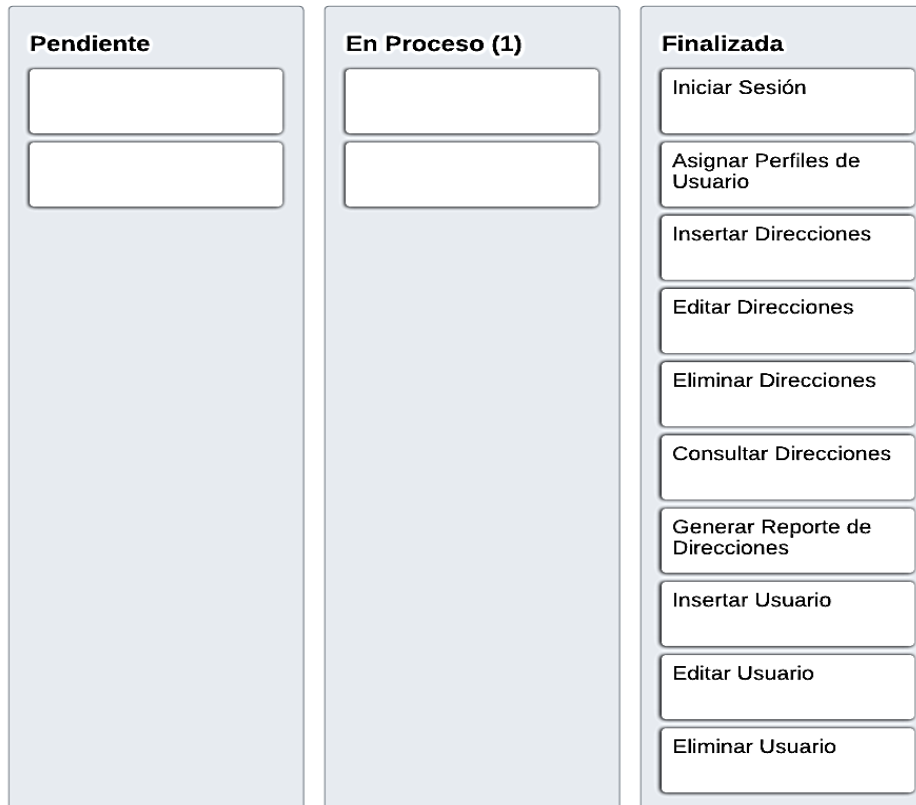 Pendiente
En Proceso (1)
Finalizada
Iniciar Sesión
Asignar Perfiles de
Usuario
Insertar Direcciones
Editar Direcciones
Eliminar Direcciones
Consultar Direcciones
Generar Reporte de
Direcciones
Insertar Usuario
Editar Usuario
Eliminar Usuario